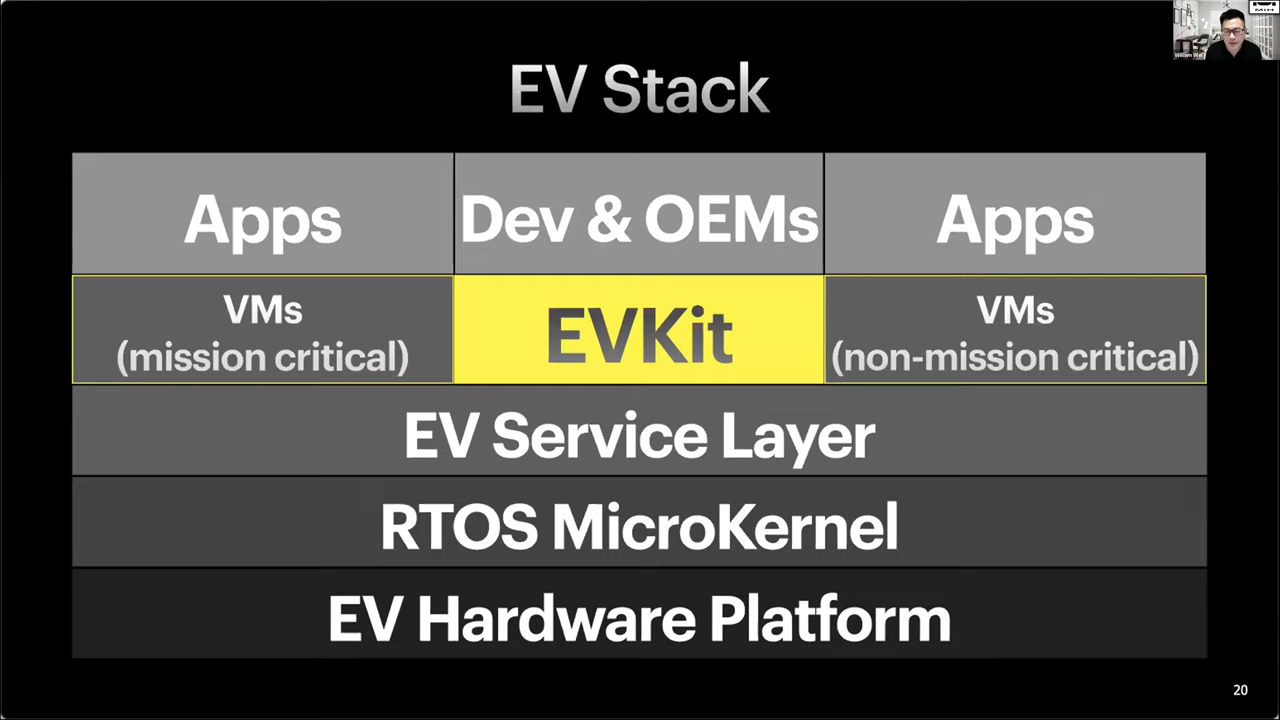 EV Stack
Apps
Dev & OEMs
Apps
VMs
(mission critical)
EVKit
VMs
(non-mission critical)
EV Service Layer
RTOS MicroKernel
EV Hardware Platform
20